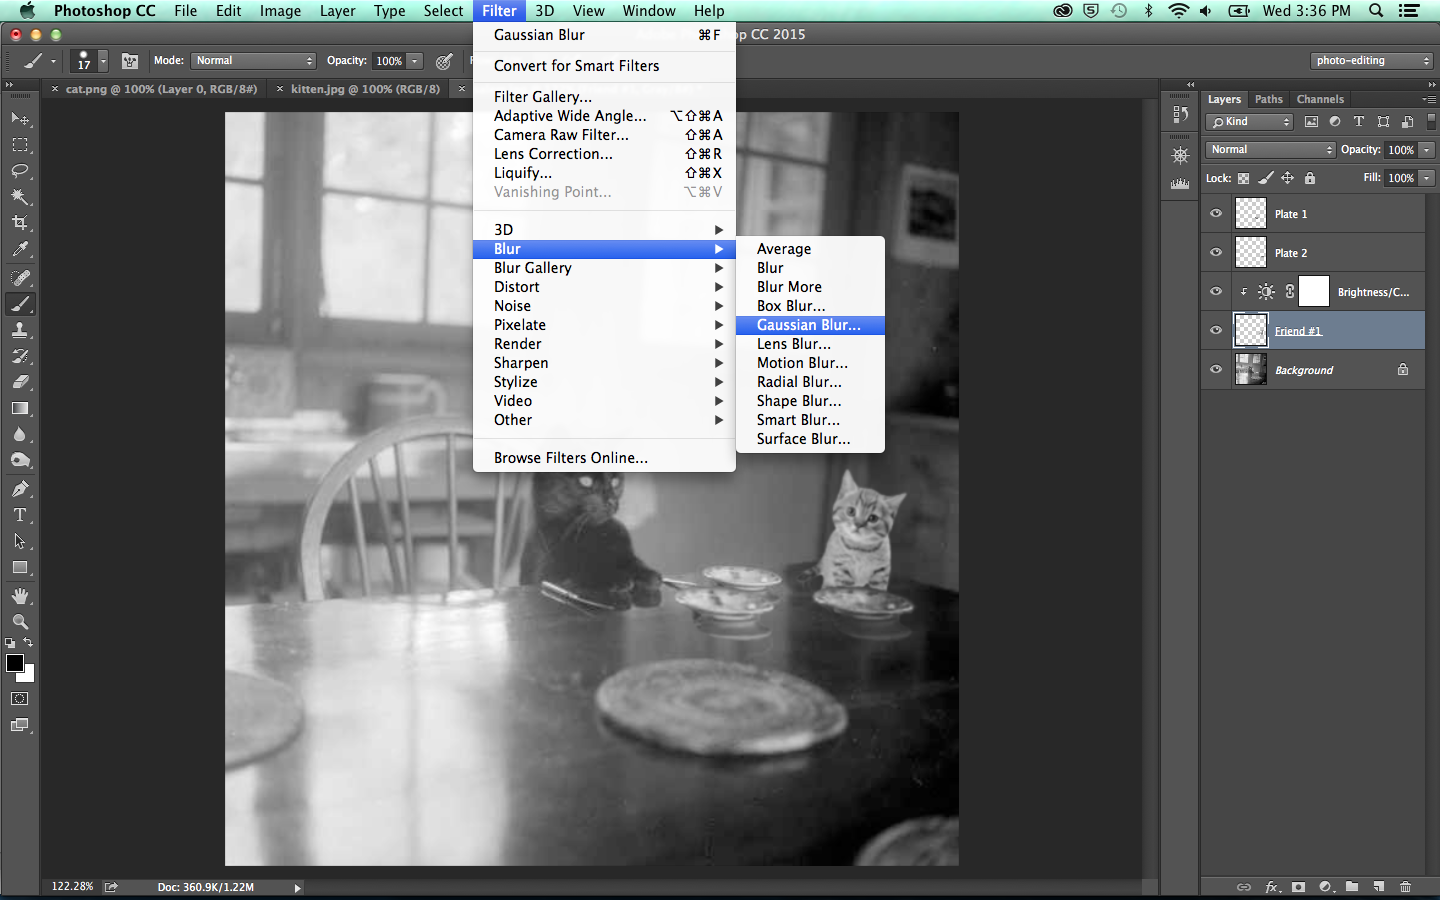 Photoshop CC File Edit Image Layer Type Select Filter 3D View Window Help Wed 3:36 PM
op CC 2015
17 Mode: Normal Opacity: 100% photo-editing
× cat.png @ 100% (Layer 0, RGB/8#) × kitten.jpg @ 100% (RGB/8) ×
Gaussian Blur ⌘F
Convert for Smart Filters
Filter Gallery...
Adaptive Wide Angle... ⌥⇧⌘A
Camera Raw Filter... ⇧⌘A
Lens Correction... ⇧⌘R
Liquify... ⇧⌘X
Vanishing Point... ⌥⌘V
3D
Blur
Blur Gallery
Distort
Noise
Pixelate
Render
Sharpen
Stylize
Video
Other
Browse Filters Online...
Average
Blur
Blur More
Box Blur...
Gaussian Blur...
Lens Blur...
Motion Blur...
Radial Blur...
Shape Blur...
Smart Blur...
Surface Blur...
Layers Paths Channels
Kind
Normal Opacity: 100%
Lock: Fill: 100%
Plate 1
Plate 2
Brightness/C...
Friend #1
Background
122.28% Doc: 360.9K/1.22M